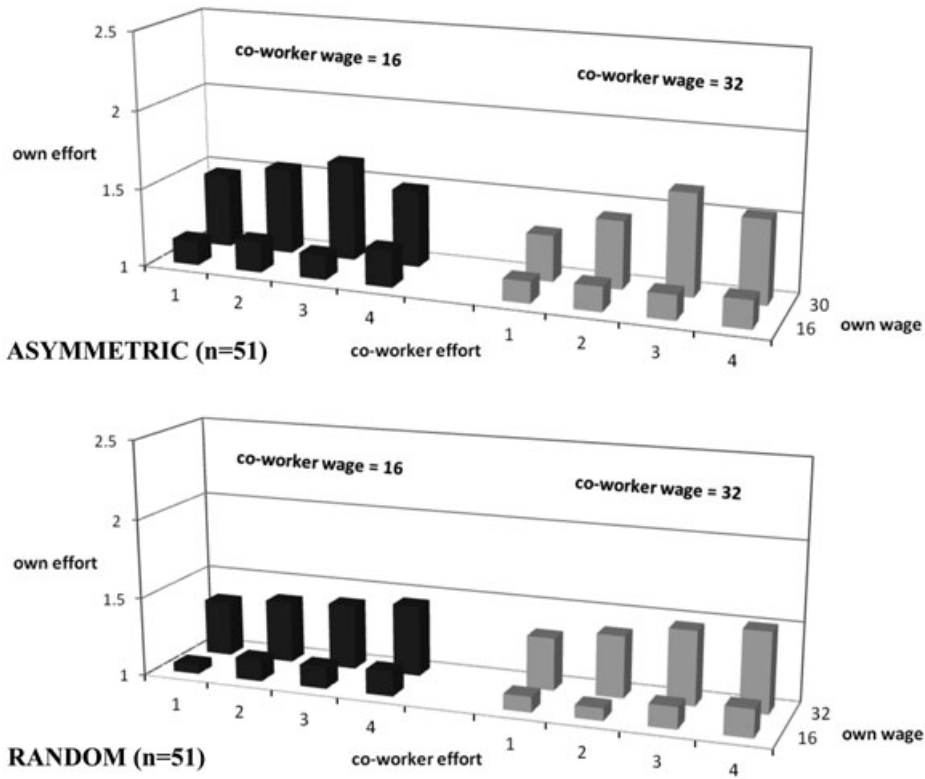 2.5
co-worker wage = 16
co-worker wage = 32
2
own effort
1.5
1
1 2 3 4 1 2 3 4
30
16 own wage
co-worker effort
ASYMMETRIC (n=51)
2.5
co-worker wage = 16
co-worker wage = 32
2
own effort
1.5
1
1 2 3 4 1 2 3 4
32
16 own wage
co-worker effort
RANDOM (n=51)